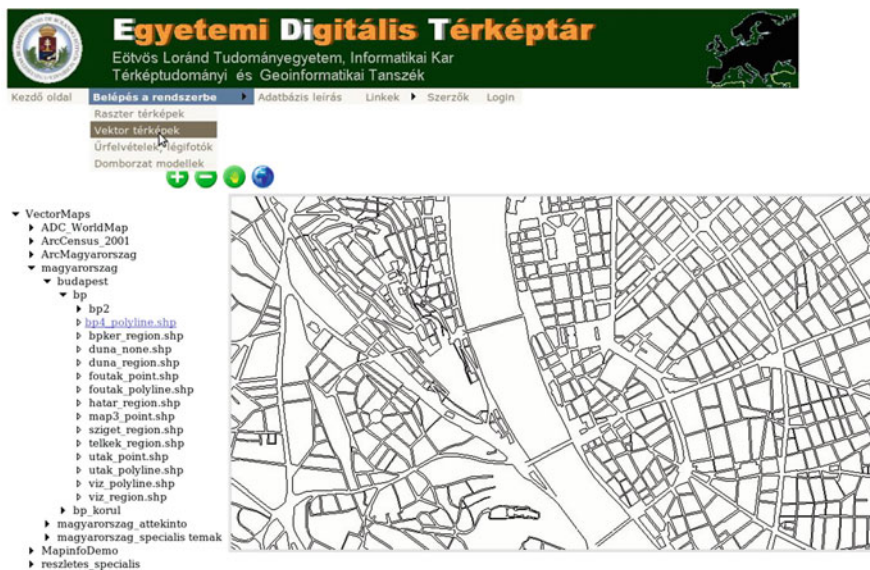 Egyetemi Digitális Térképtár
Eötvös Loránd Tudományegyetem, Informatikai Kar
Térképtudományi és Geoinformatikai Tanszék
Kezdő oldal Belépés a rendszerbe Adatbázis leírás Linkek Szerzők Login
Raszter térképek
Vektor térképek
Űrfelvételek, légifotók
Domborzat modellek
VectorMaps
ADC_WorldMap
ArcCensus_2001
ArcMagyarorszag
magyarorszag
budapest
bp
bp2
bp4_polyline.shp
bpker_region.shp
duna_none.shp
duna_region.shp
foutak_point.shp
foutak_polyline.shp
hatar_region.shp
map3_point.shp
sziget_region.shp
telkek_region.shp
utak_point.shp
utak_polyline.shp
viz_polyline.shp
viz_region.shp
bp_korul
magyarorszag_attekinto
magyarorszag_specialis temak
MapinfoDemo
reszletes_specialis